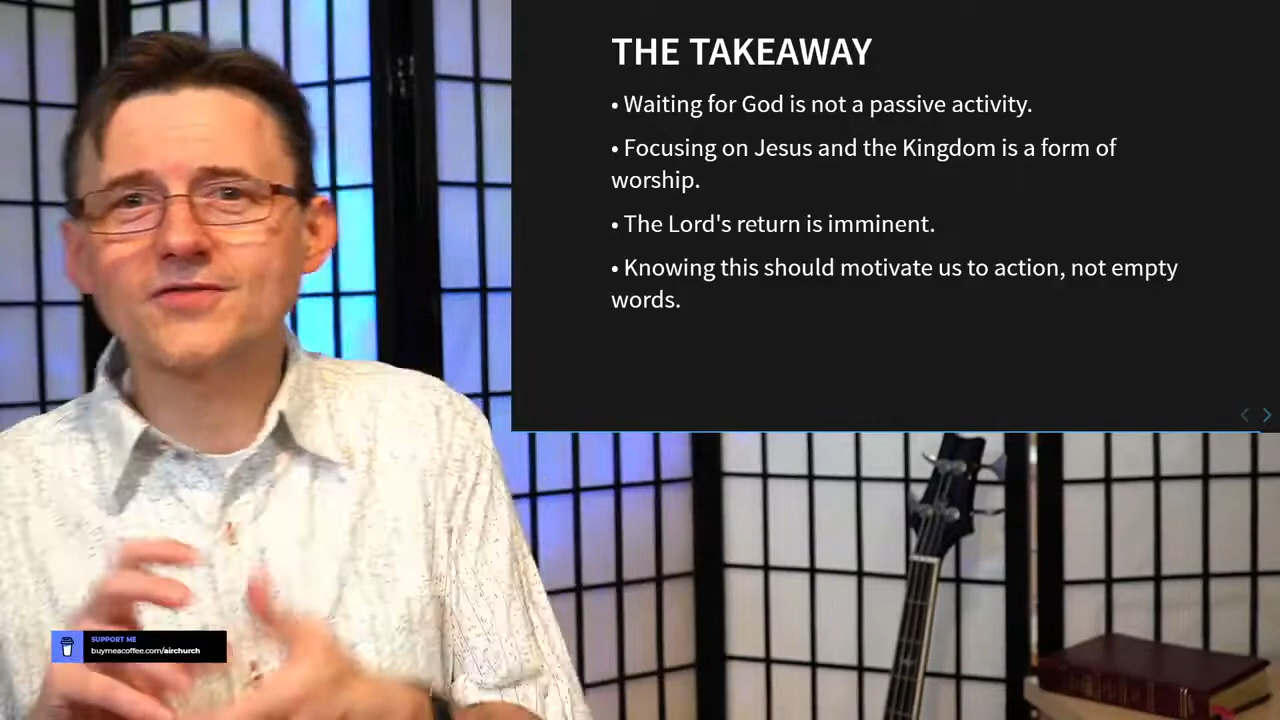 THE TAKEAWAY
• Waiting for God is not a passive activity.
• Focusing on Jesus and the Kingdom is a form of
worship.
• The Lord's return is imminent.
• Knowing this should motivate us to action, not empty
words.
SUPPORT ME
buymeacoffee.com/airchurch